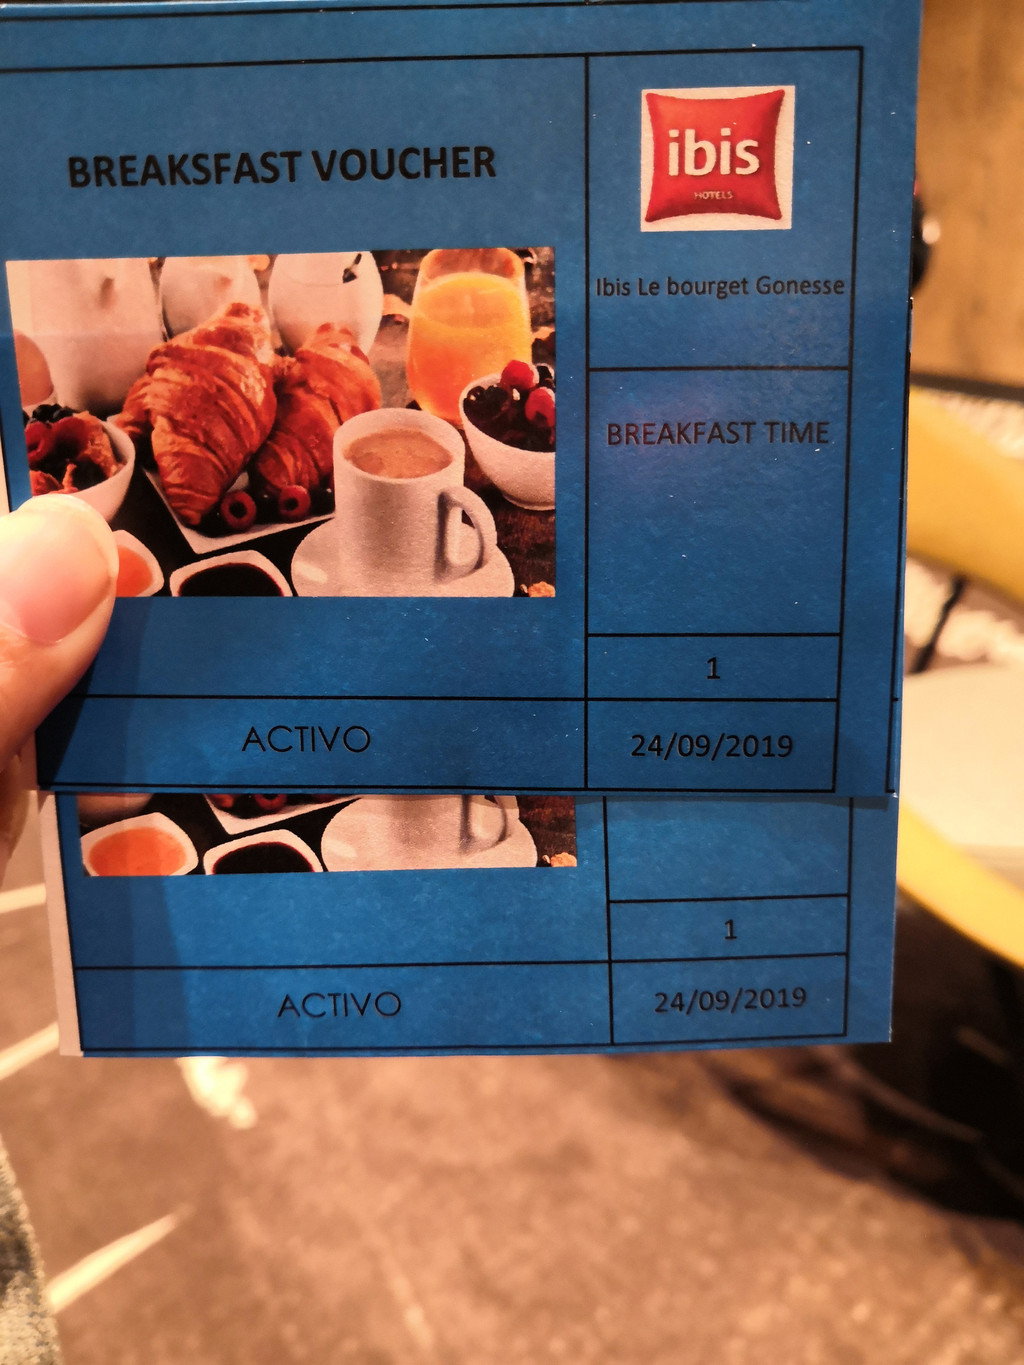 BREAKSFAST VOUCHER
ibis
HOTELS
Ibis Le bourget Gonesse
BREAKFAST TIME
1
ACTIVO
24/09/2019
1
ACTIVO
24/09/2019